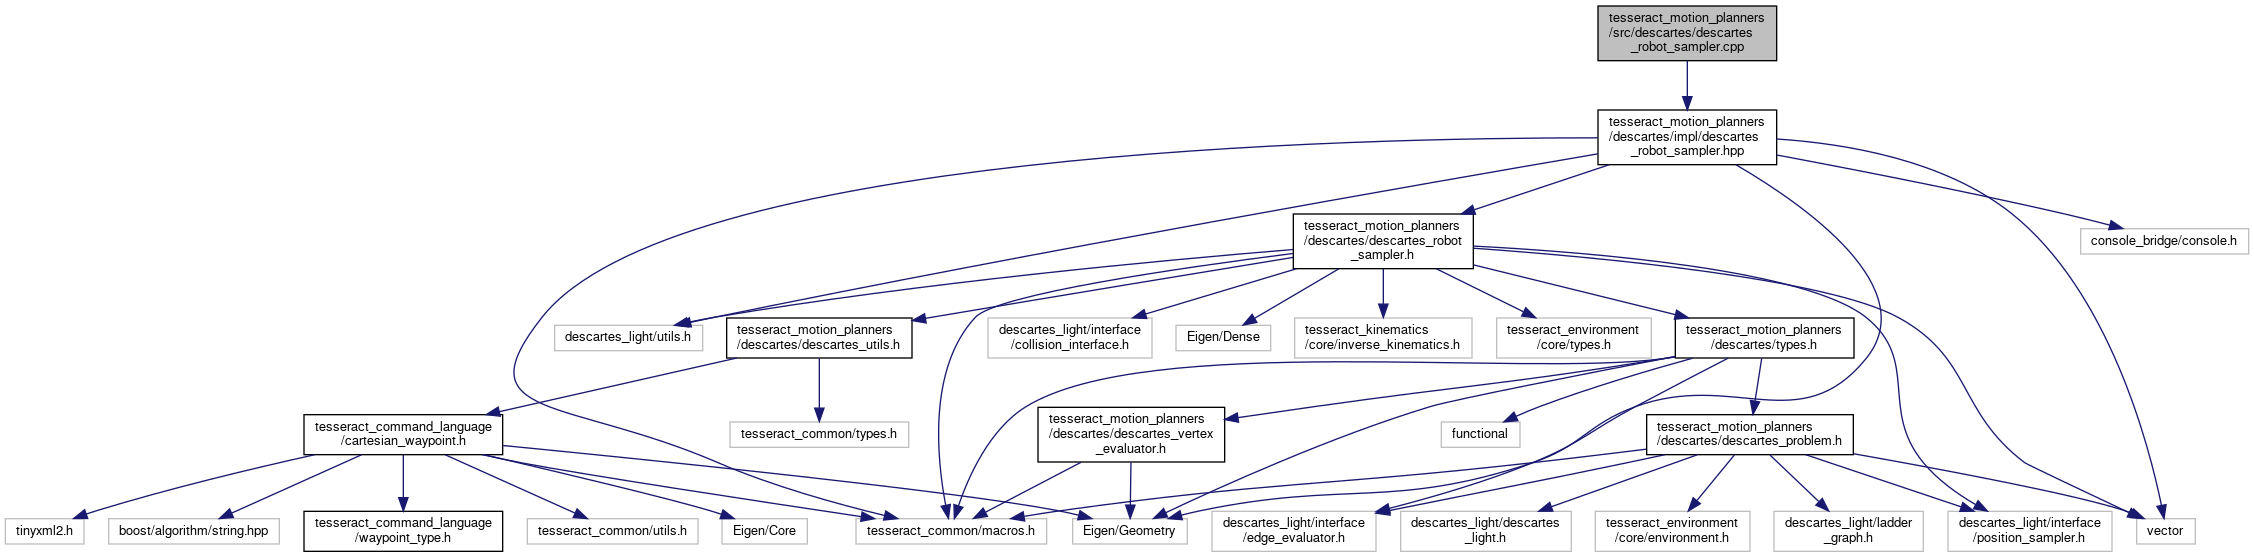 tesseract_motion_planners
/src/descartes/descartes
_robot_sampler.cpp
tesseract_motion_planners
/descartes/impl/descartes
_robot_sampler.hpp
tesseract_motion_planners
/descartes/descartes_robot
_sampler.h
console_bridge/console.h
descartes_light/utils.h
tesseract_motion_planners
/descartes/descartes_utils.h
descartes_light/interface
/collision_interface.h
Eigen/Dense
tesseract_kinematics
/core/inverse_kinematics.h
tesseract_environment
/core/types.h
tesseract_motion_planners
/descartes/types.h
tesseract_command_language
/cartesian_waypoint.h
tesseract_common/types.h
tesseract_motion_planners
/descartes/descartes_vertex
_evaluator.h
functional
tesseract_motion_planners
/descartes/descartes_problem.h
tinyxml2.h
boost/algorithm/string.hpp
tesseract_command_language
/waypoint_type.h
tesseract_common/utils.h
Eigen/Core
tesseract_common/macros.h
Eigen/Geometry
descartes_light/interface
/edge_evaluator.h
descartes_light/descartes
_light.h
tesseract_environment
/core/environment.h
descartes_light/ladder
_graph.h
descartes_light/interface
/position_sampler.h
vector